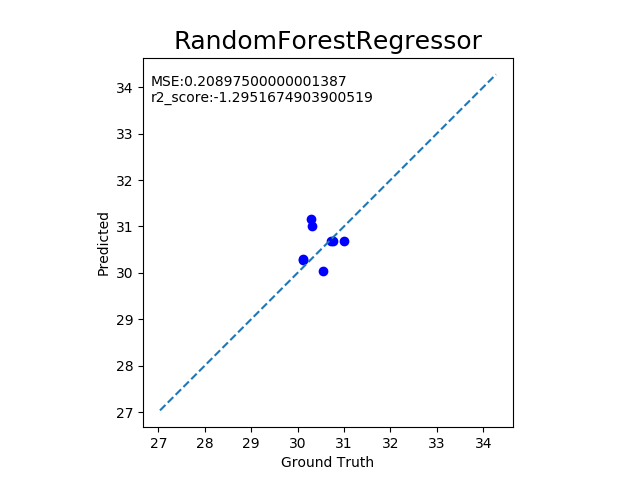 RandomForestRegressor
MSE:0.20897500000001387
r2_score:-1.2951674903900519
34
33
32
31
30
29
28
27
Predicted
27 28 29 30 31 32 33 34
Ground Truth